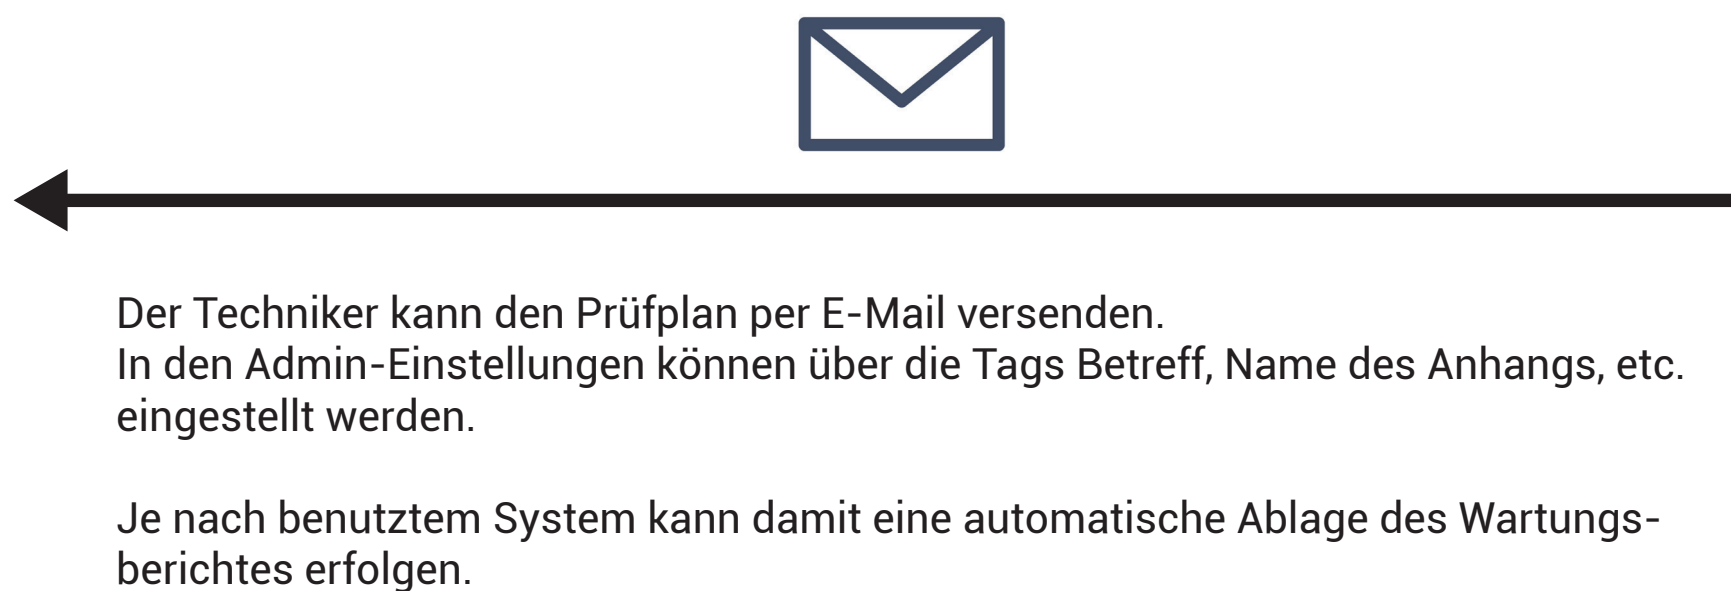 Der Techniker kann den Prüfplan per E-Mail versenden.
In den Admin-Einstellungen können über die Tags Betreff, Name des Anhangs, etc.
eingestellt werden.
Je nach benutztem System kann damit eine automatische Ablage des Wartungs-
berichtes erfolgen.